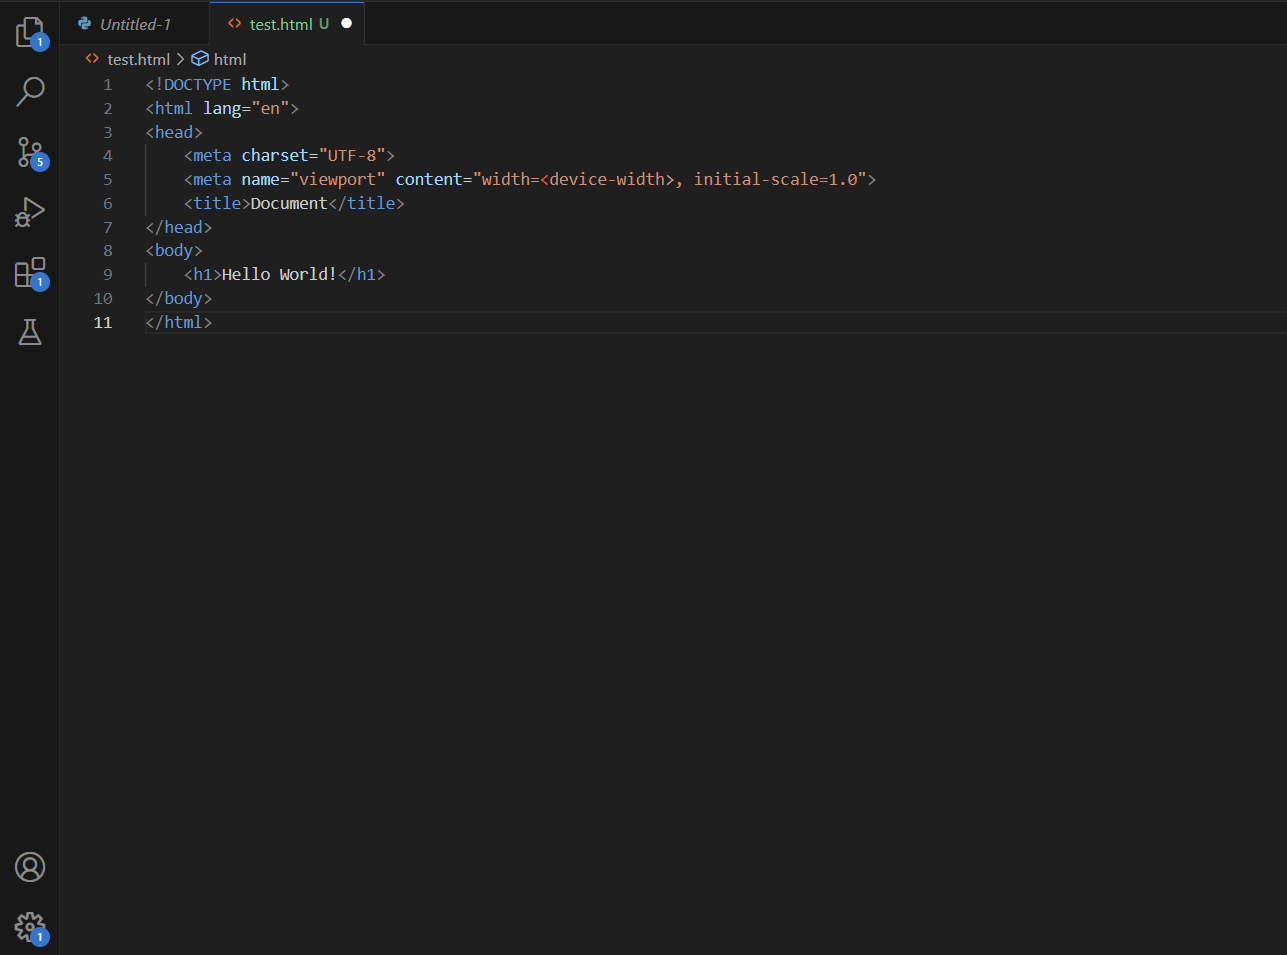 1
Untitled-1
test.html U
test.html > html
1 <!DOCTYPE html>
2 <html lang="en">
3 <head>
4     <meta charset="UTF-8">
5     <meta name="viewport" content="width=<device-width>, initial-scale=1.0">
6     <title>Document</title>
7 </head>
8 <body>
9     <h1>Hello World!</h1>
10 </body>
11 </html>
5
1
1